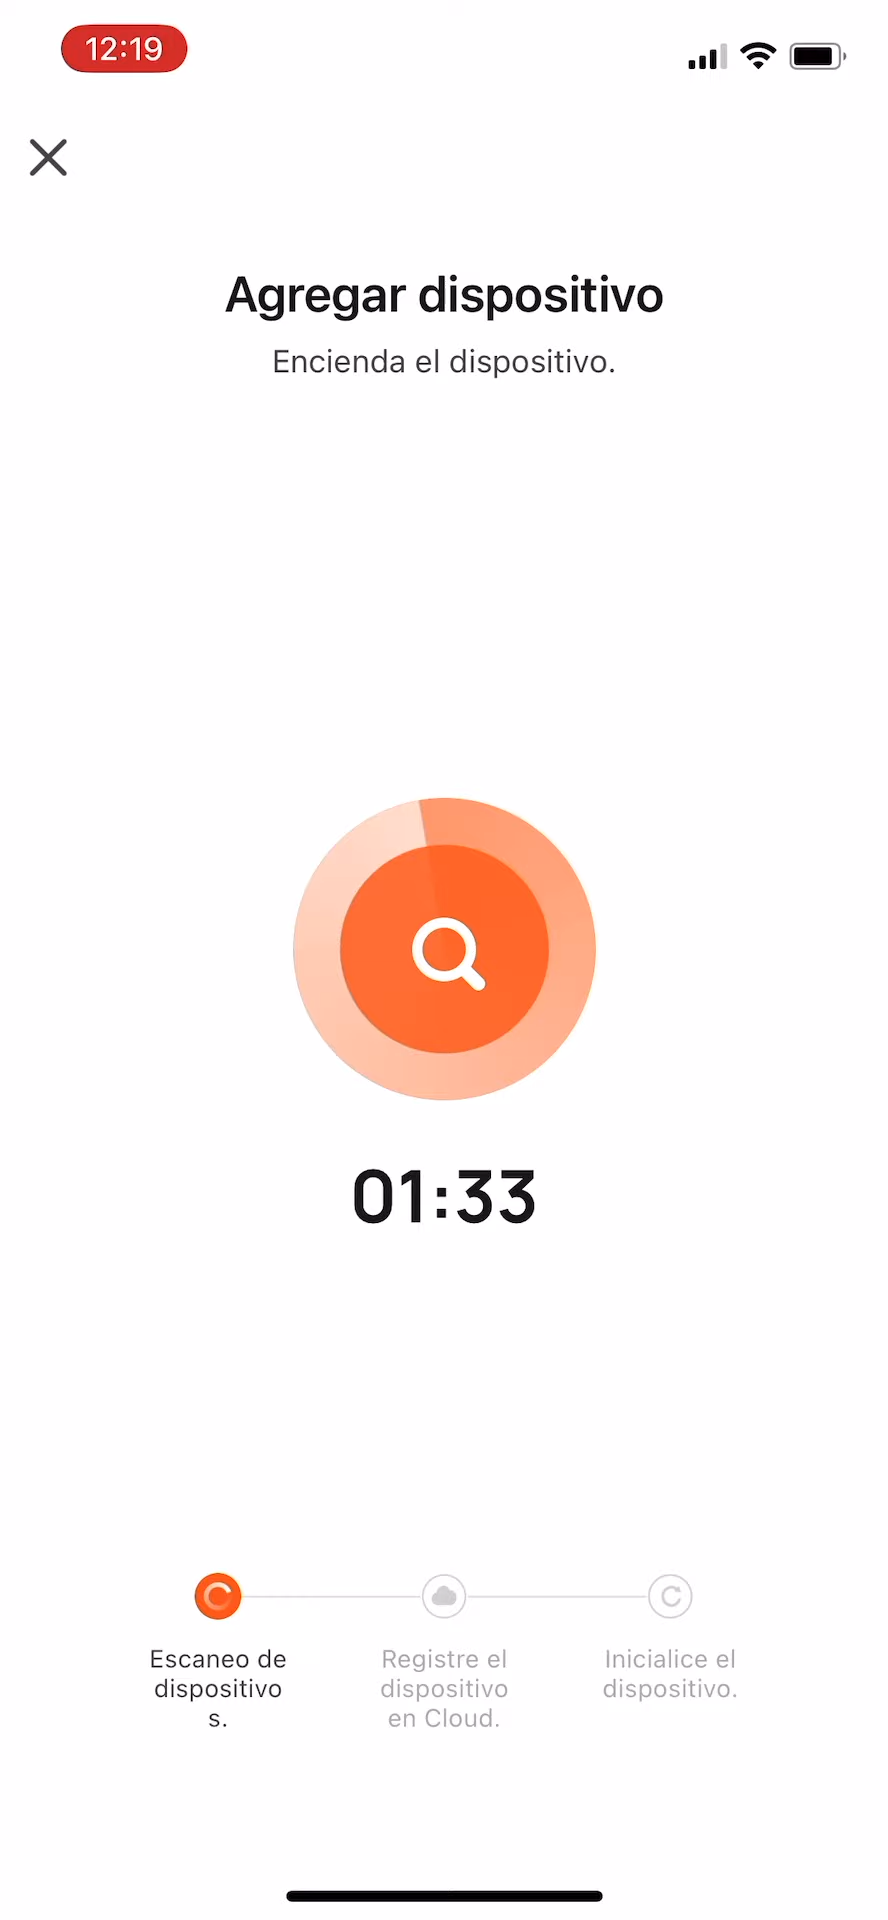 12:19
Agregar dispositivo
Encienda el dispositivo.
01:33
Escaneo de
dispositivo
s.
Registre el
dispositivo
en Cloud.
Inicialice el
dispositivo.